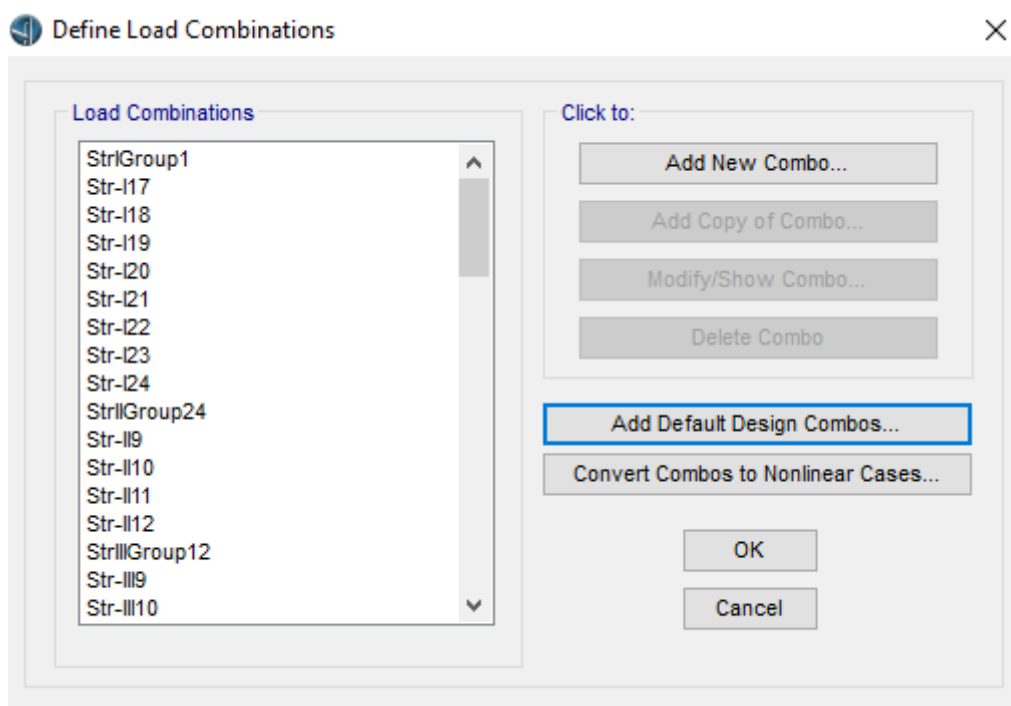 Define Load Combinations
Load Combinations
StrIGroup1
Str-I17
Str-I18
Str-I19
Str-I20
Str-I21
Str-I22
Str-I23
Str-I24
StrIIGroup24
Str-II9
Str-II10
Str-II11
Str-II12
StrIIIGroup12
Str-III9
Str-III10
Click to:
Add New Combo...
Add Copy of Combo...
Modify/Show Combo...
Delete Combo
Add Default Design Combos...
Convert Combos to Nonlinear Cases...
OK
Cancel